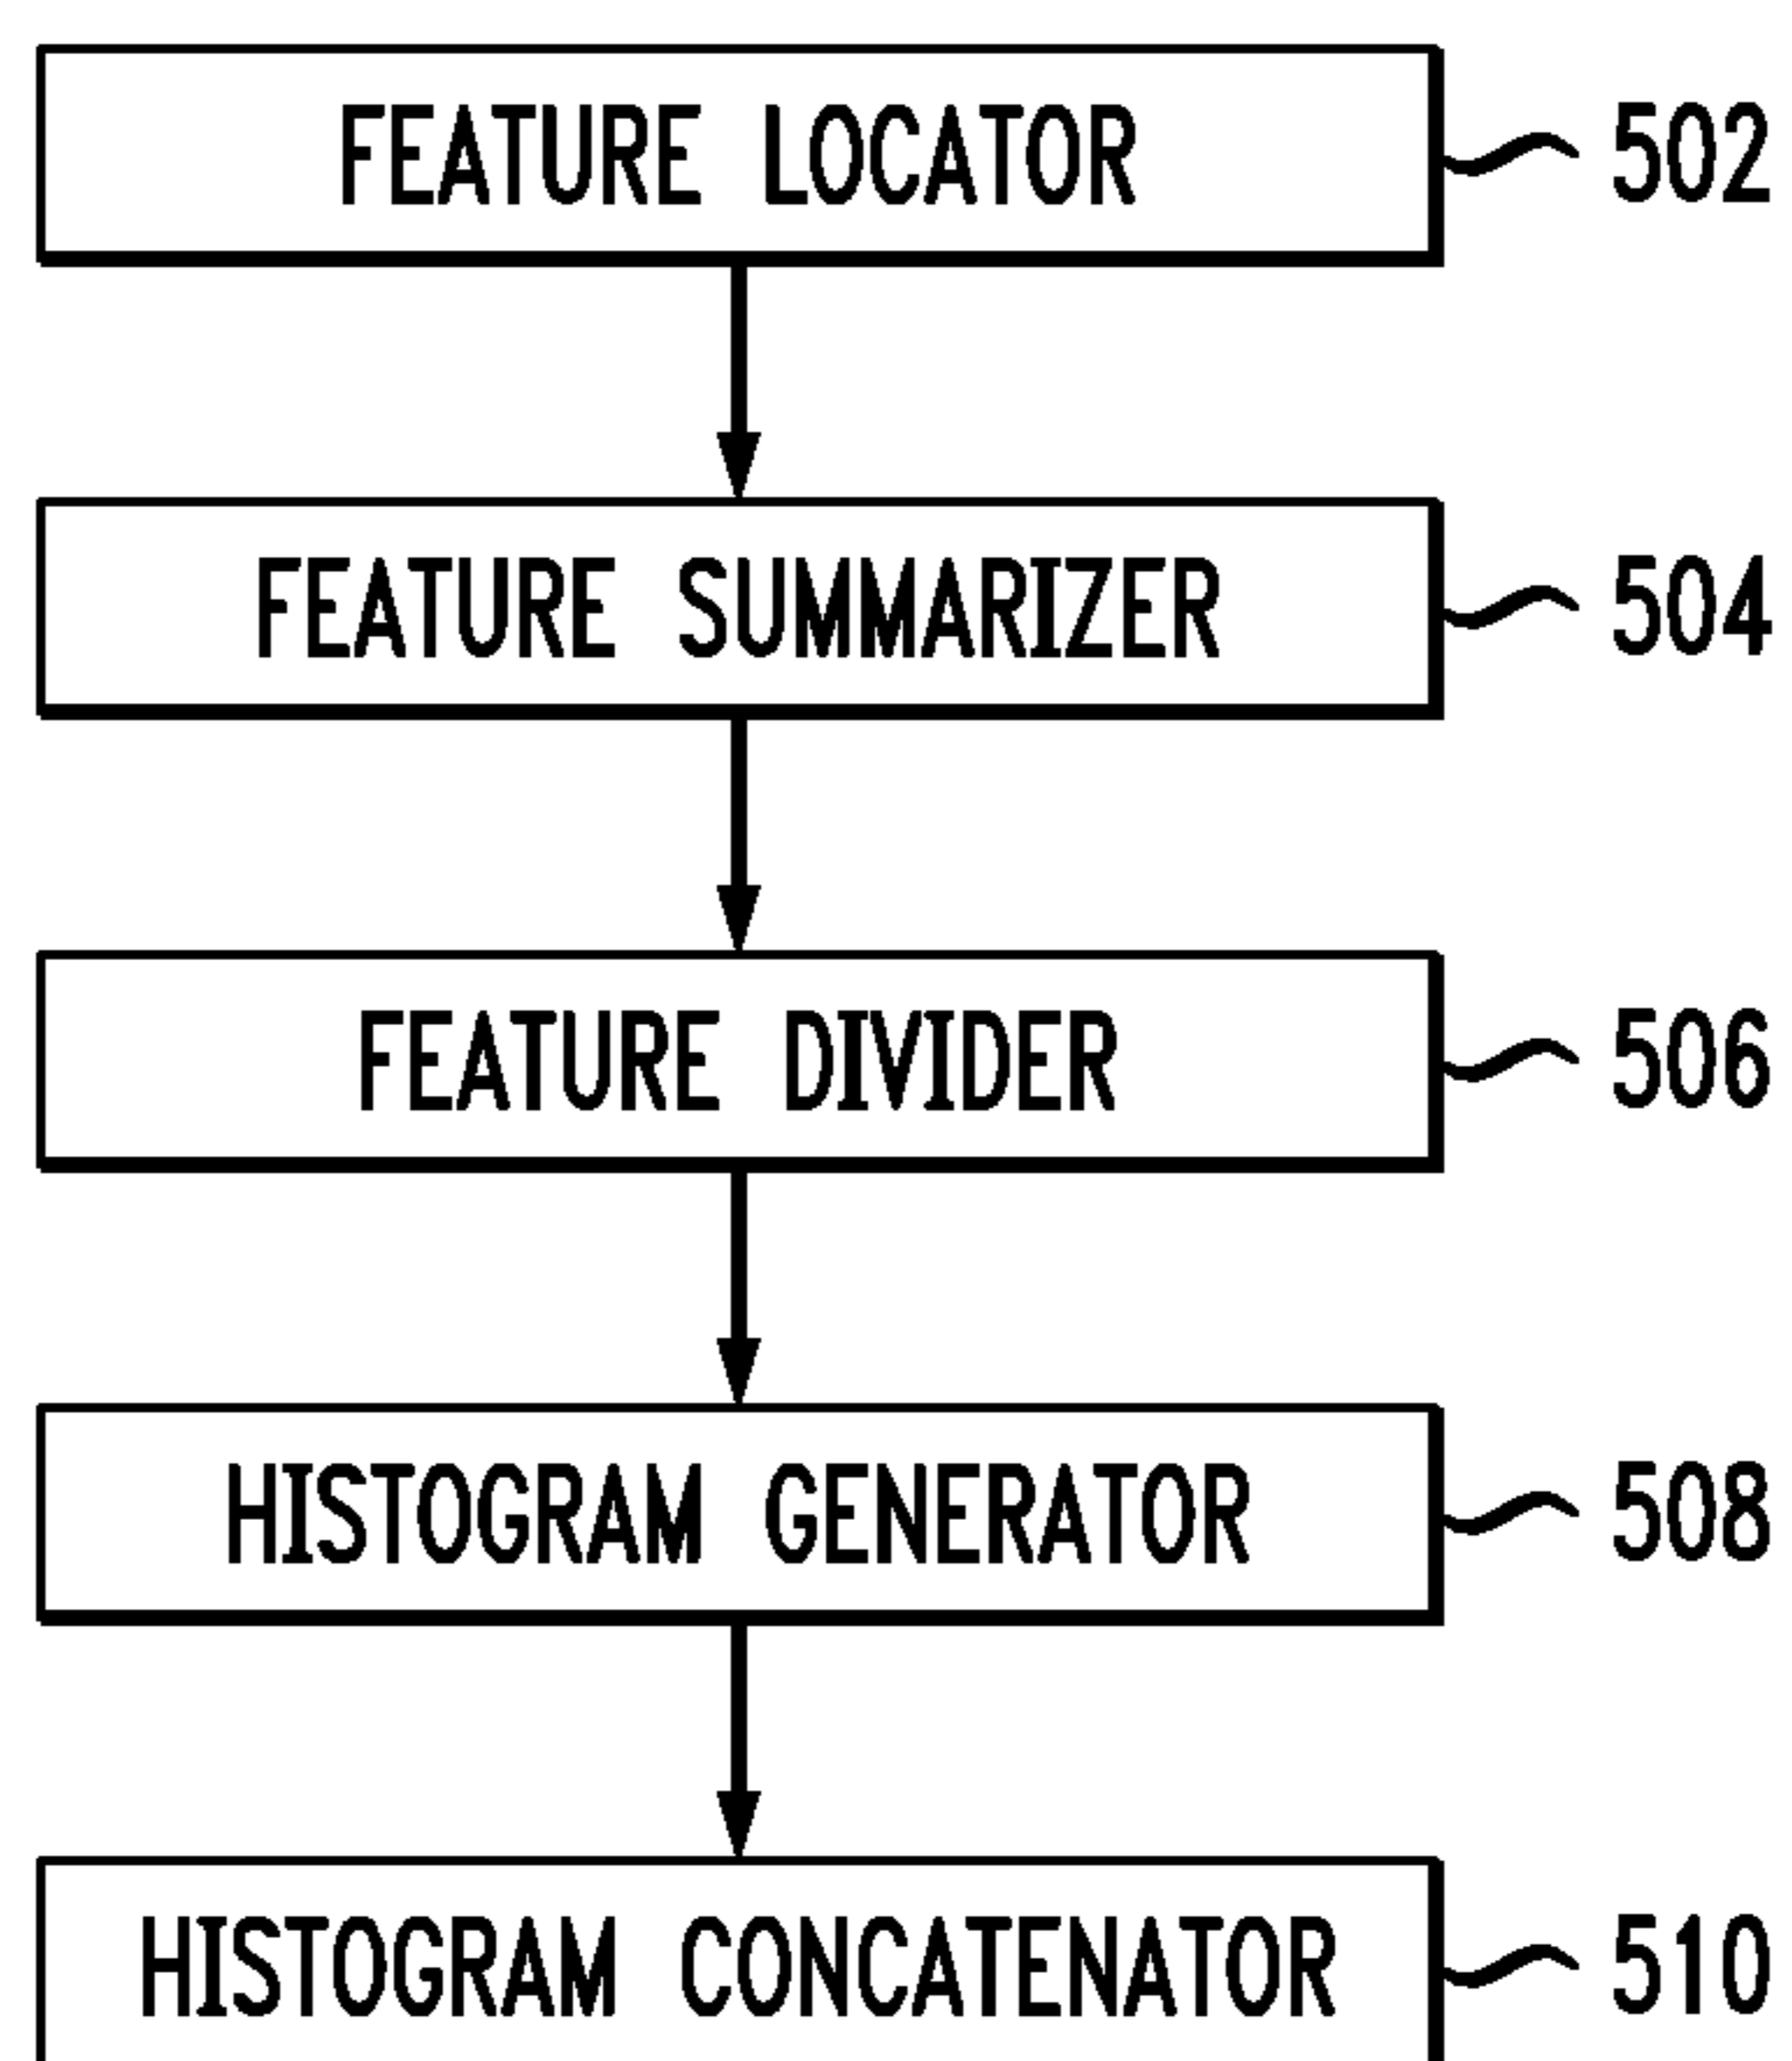 FEATURE LOCATOR 502
FEATURE SUMMARIZER 504
FEATURE DIVIDER 506
HISTOGRAM GENERATOR 508
HISTOGRAM CONCATENATOR 510